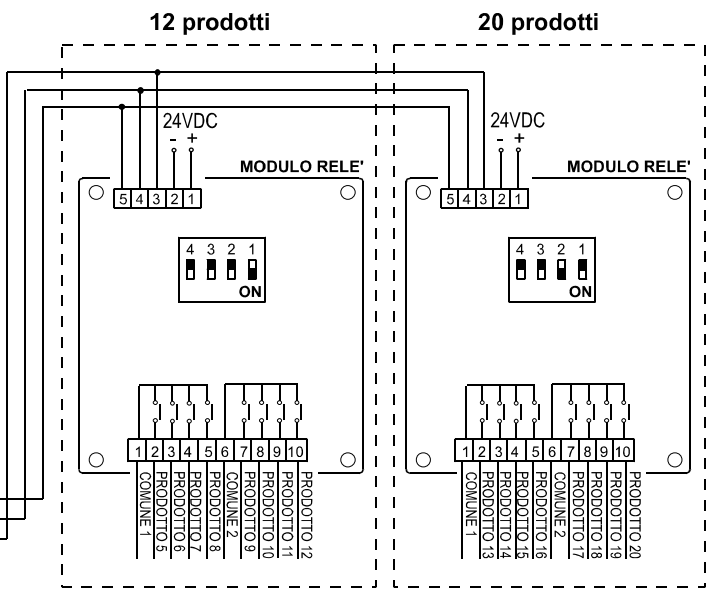 12 prodotti
20 prodotti
24VDC
- +
24VDC
- +
MODULO RELE'
MODULO RELE'
5 4 3 2 1
5 4 3 2 1
4 3 2 1
ON
4 3 2 1
ON
1 2 3 4 5 6 7 8 9 10
1 2 3 4 5 6 7 8 9 10
COMUNE 1
PRODOTTO 5
PRODOTTO 6
PRODOTTO 7
PRODOTTO 8
COMUNE 2
PRODOTTO 9
PRODOTTO 10
PRODOTTO 11
PRODOTTO 12
COMUNE 1
PRODOTTO 13
PRODOTTO 14
PRODOTTO 15
PRODOTTO 16
COMUNE 2
PRODOTTO 17
PRODOTTO 18
PRODOTTO 19
PRODOTTO 20